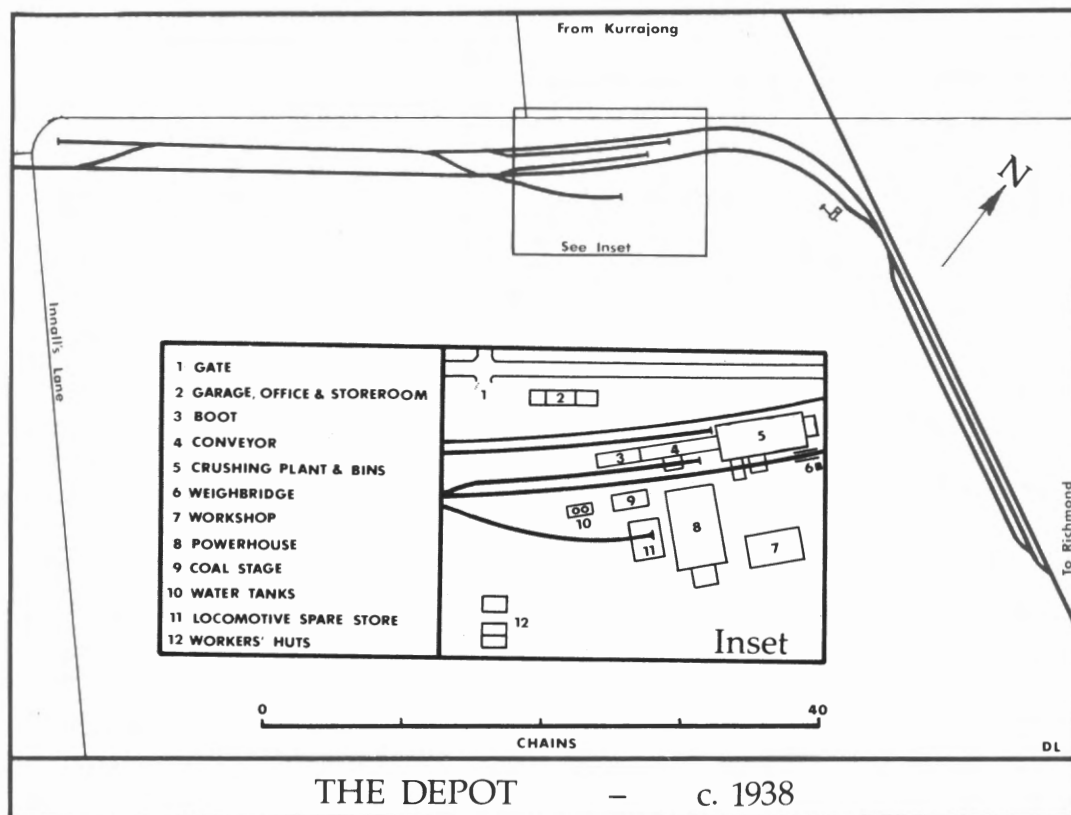 From Kurrajong
N
See Inset
Innall's Lane
To Richmond
1 GATE
2 GARAGE, OFFICE & STOREROOM
3 BOOT
4 CONVEYOR
5 CRUSHING PLANT & BINS
6 WEIGHBRIDGE
7 WORKSHOP
8 POWERHOUSE
9 COAL STAGE
10 WATER TANKS
11 LOCOMOTIVE SPARE STORE
12 WORKERS' HUTS
1
2
3
4
5
6
7
8
9
10
11
12
Inset
0
40
CHAINS
DL
THE DEPOT – c. 1938